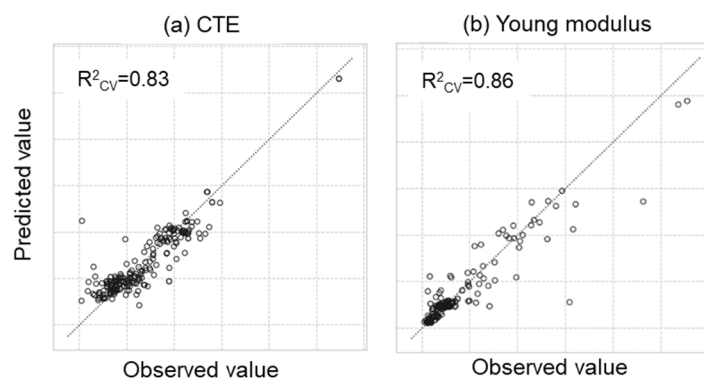 (a) CTE
(b) Young modulus
R²CV=0.83
R²CV=0.86
Predicted value
Observed value
Observed value